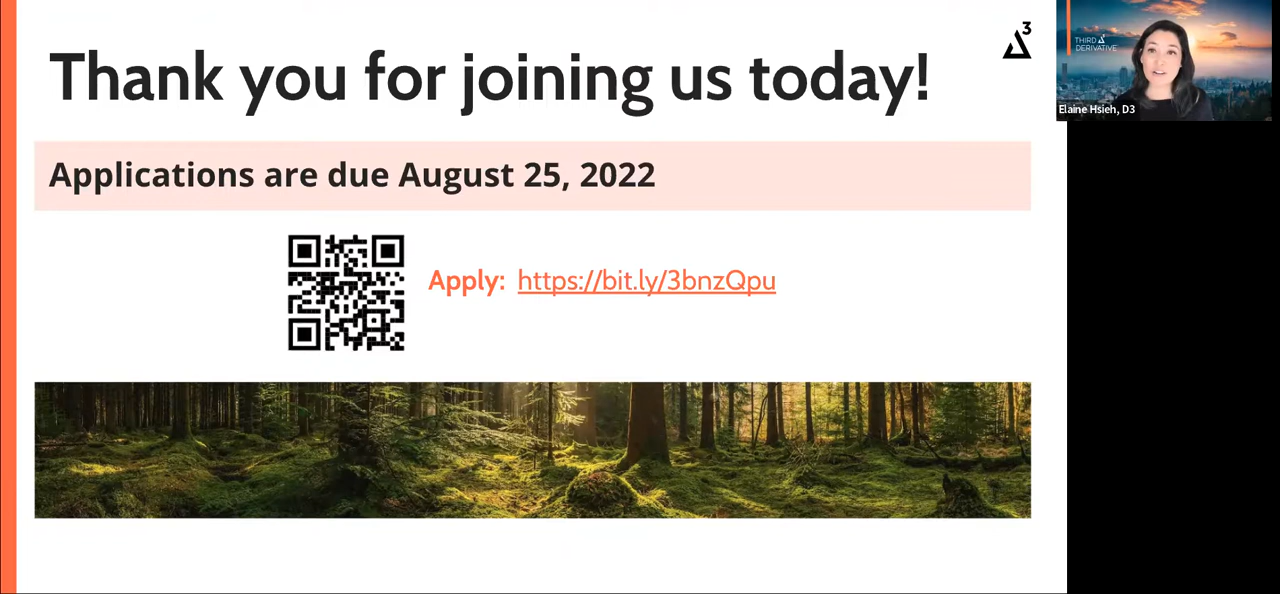 Thank you for joining us today!
3
THIRD
DERIVATIVE
Elaine Hsieh, D3
Applications are due August 25, 2022
Apply: https://bit.ly/3bnzQpu